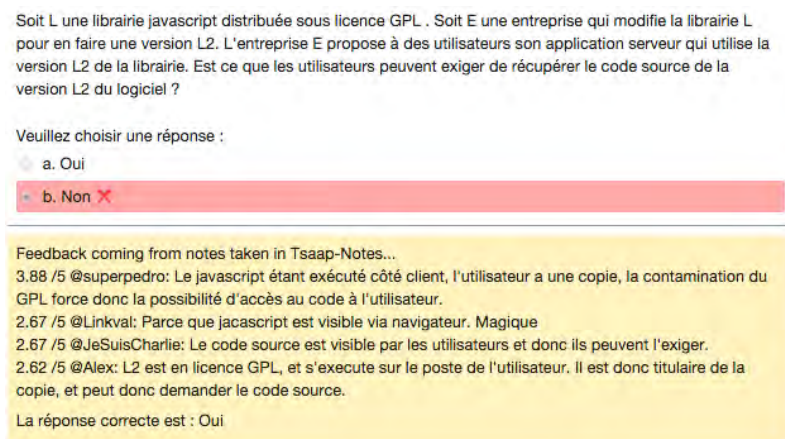 Soit L une librairie javascript distribuée sous licence GPL . Soit E une entreprise qui modifie la librairie L
pour en faire une version L2. L'entreprise E propose à des utilisateurs son application serveur qui utilise la
version L2 de la librairie. Est ce que les utilisateurs peuvent exiger de récupérer le code source de la
version L2 du logiciel ?
Veuillez choisir une réponse :
a. Oui
b. Non ✗
Feedback coming from notes taken in Tsaap-Notes...
3.88 /5 @superpedro: Le javascript étant exécuté côté client, l'utilisateur a une copie, la contamination du
GPL force donc la possibilité d'accès au code à l'utilisateur.
2.67 /5 @Linkval: Parce que jacascript est visible via navigateur. Magique
2.67 /5 @JeSuisCharlie: Le code source est visible par les utilisateurs et donc ils peuvent l'exiger.
2.62 /5 @Alex: L2 est en licence GPL, et s'execute sur le poste de l'utilisateur. Il est donc titulaire de la
copie, et peut donc demander le code source.
La réponse correcte est : Oui